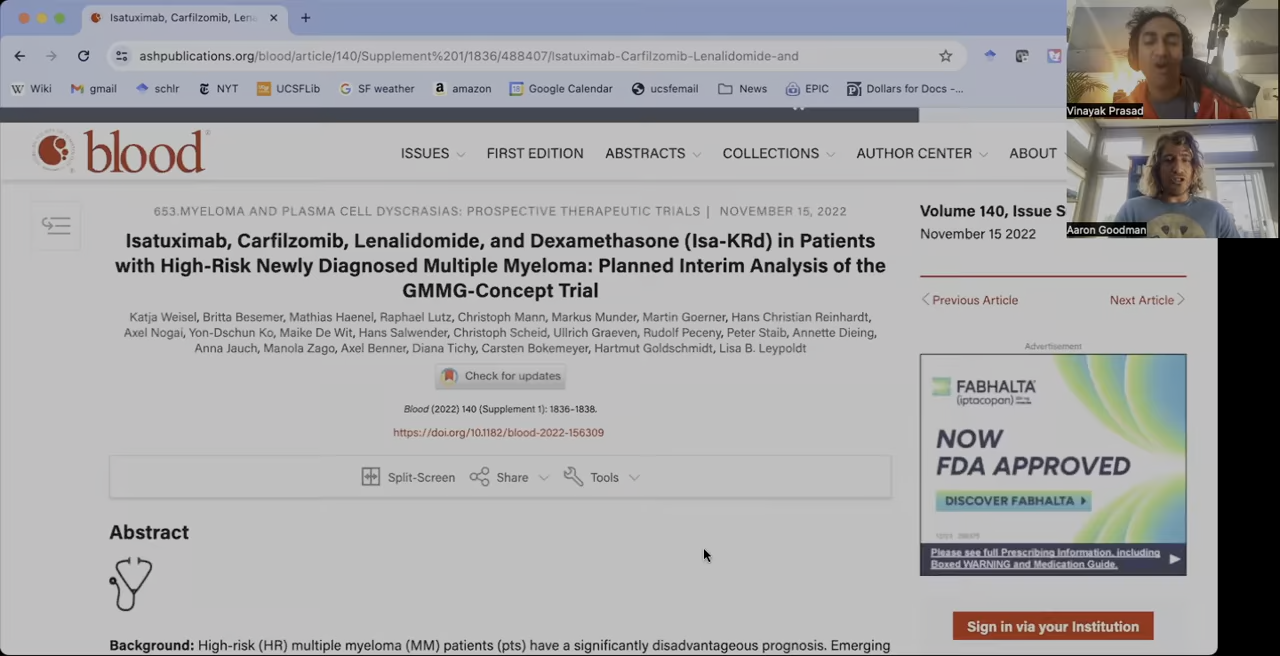 Isatuximab, Carfilzomib, Len
ashpublications.org/blood/article/140/Supplement%201/1836/488407/Isatuximab-Carfilzomib-Lenalidomide-and
Wiki gmail schlr NYT UCSFLib SF weather amazon Google Calendar ucsfemail News EPIC Dollars for Docs -...
Vinayak Prasad
Aaron Goodman
blood
ISSUES FIRST EDITION ABSTRACTS COLLECTIONS AUTHOR CENTER ABOUT
653.MYELOMA AND PLASMA CELL DYSCRASIAS: PROSPECTIVE THERAPEUTIC TRIALS | NOVEMBER 15, 2022
Isatuximab, Carfilzomib, Lenalidomide, and Dexamethasone (Isa-KRd) in Patients
with High-Risk Newly Diagnosed Multiple Myeloma: Planned Interim Analysis of the
GMMG-Concept Trial
Katja Weisel, Britta Besemer, Mathias Haenel, Raphael Lutz, Christoph Mann, Markus Munder, Martin Goerner, Hans Christian Reinhardt,
Axel Nogai, Yon-Dschun Ko, Maike De Wit, Hans Salwender, Christoph Scheid, Ullrich Graeven, Rudolf Peceny, Peter Staib, Annette Dieing,
Anna Jauch, Manola Zago, Axel Benner, Diana Tichy, Carsten Bokemeyer, Hartmut Goldschmidt, Lisa B. Leypoldt
Check for updates
Blood (2022) 140 (Supplement 1): 1836–1838.
https://doi.org/10.1182/blood-2022-156309
Split-Screen Share Tools
Abstract
Background: High-risk (HR) multiple myeloma (MM) patients (pts) have a significantly disadvantageous prognosis. Emerging
Volume 140, Issue S
November 15 2022
Previous Article Next Article
Advertisement
FABHALTA
(iptacopan)
NOW
FDA APPROVED
DISCOVER FABHALTA
Please see full Prescribing Information, including
Boxed WARNING and Medication Guide.
Sign in via your Institution